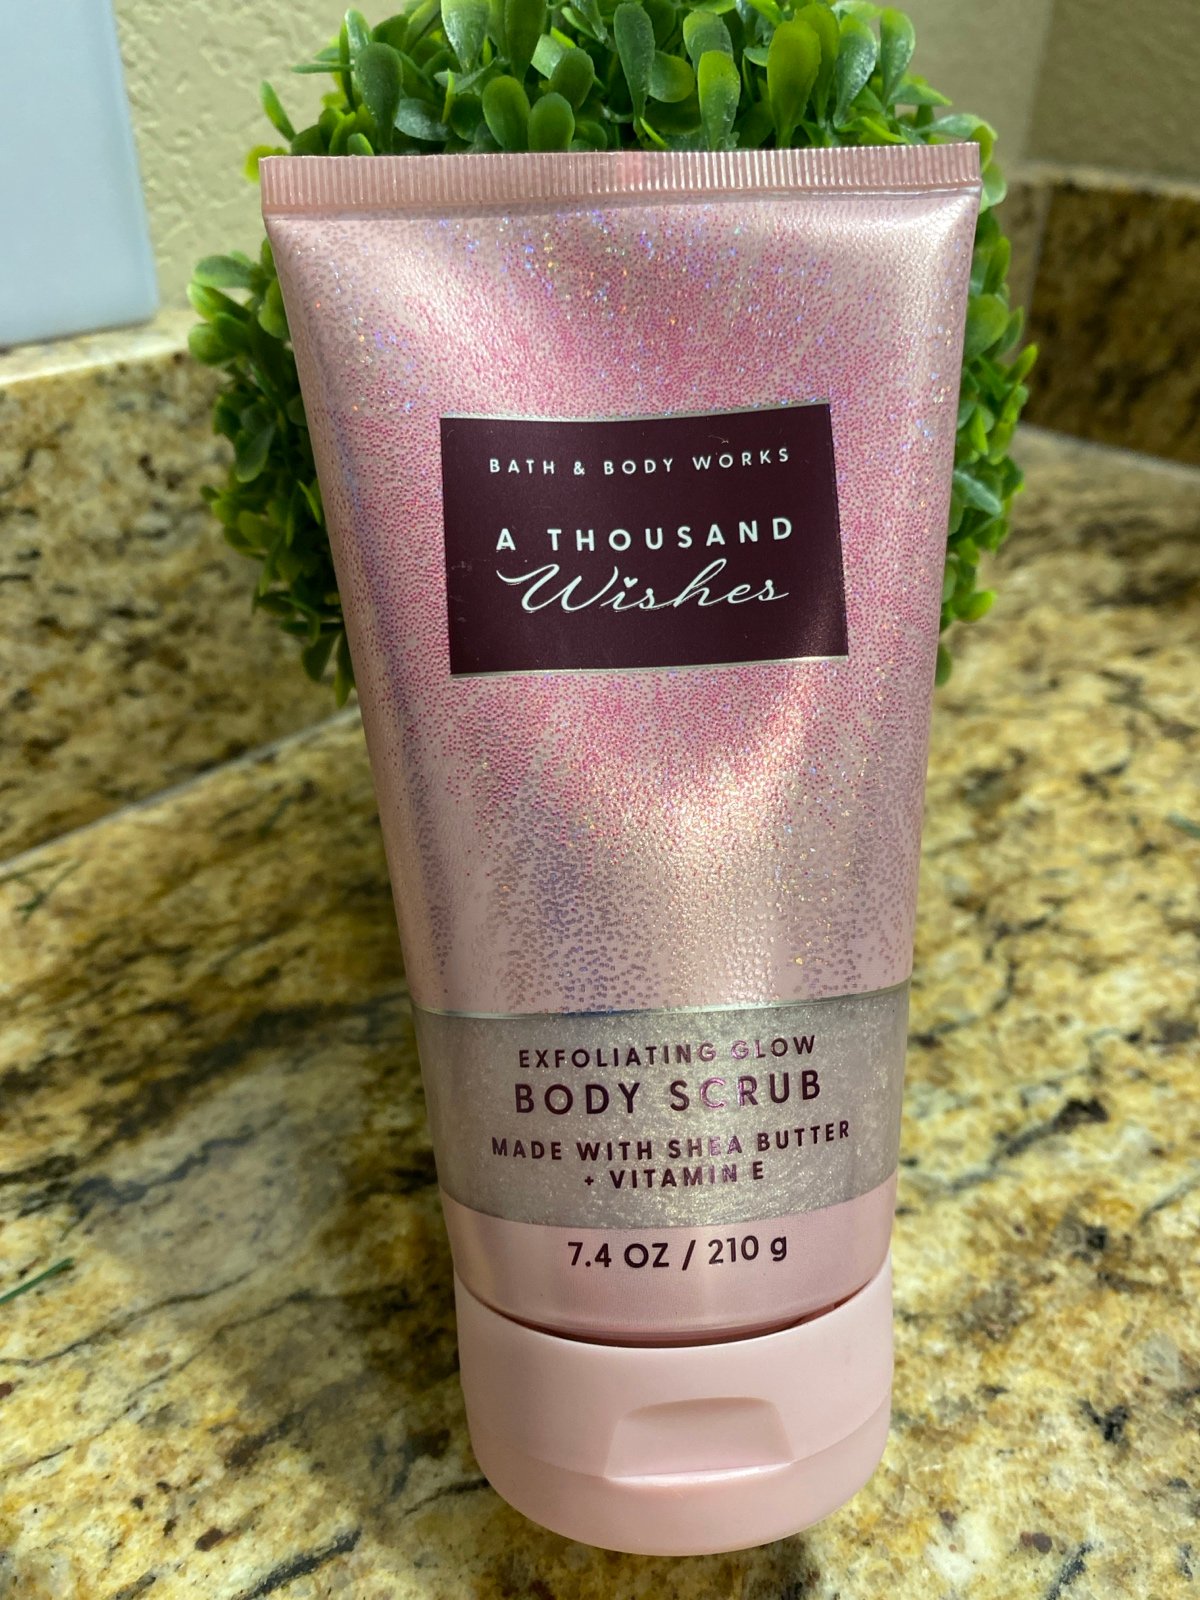 BATH & BODY WORKS
A THOUSAND
Wishes
EXFOLIATING GLOW
BODY SCRUB
MADE WITH SHEA BUTTER
+ VITAMIN E
7.4 OZ / 210 g